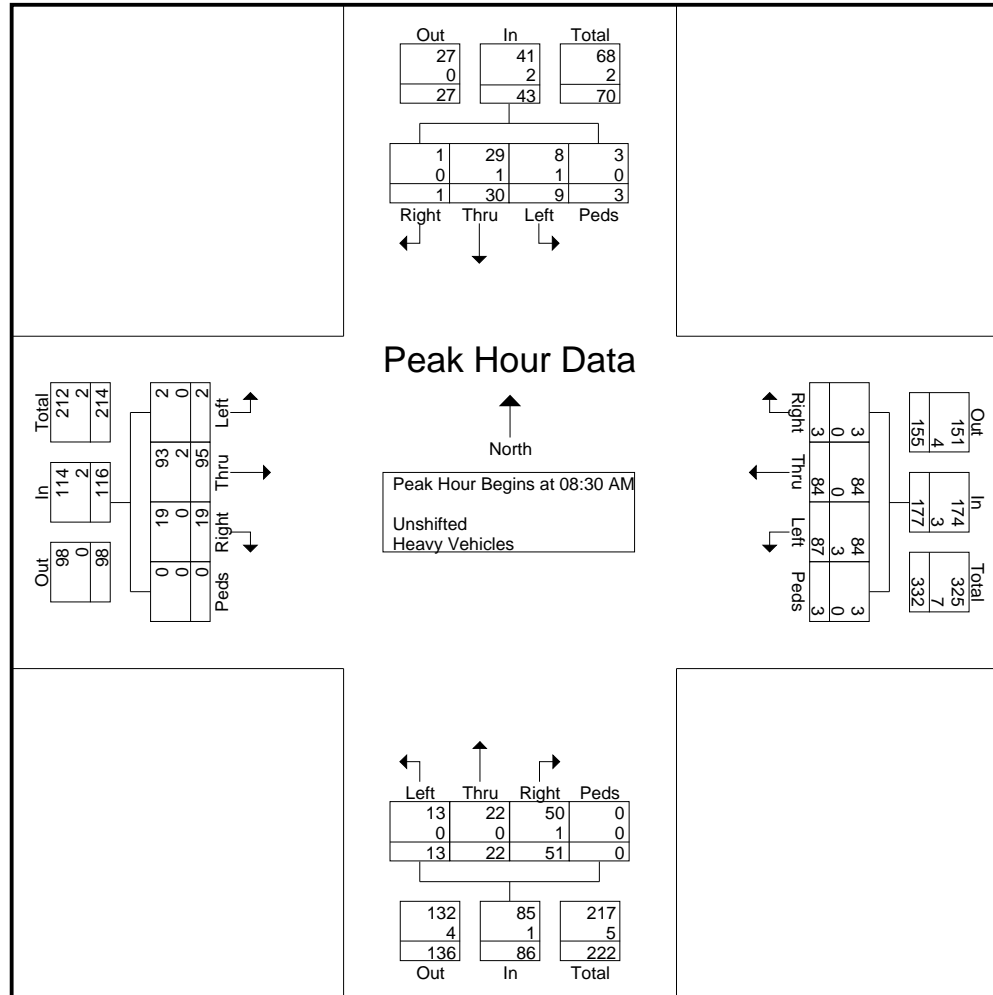 Out In Total
27 41 68
0 2 2
27 43 70
1 29 8 3
0 1 1 0
1 30 9 3
Right Thru Left Peds
Peak Hour Data
North
Peak Hour Begins at 08:30 AM
Unshifted
Heavy Vehicles
Total In Out
212 114 98
2 2 0
214 116 98
2 93 19 0
0 2 0 0
2 95 19 0
Left Thru Right Peds
Out In Total
151 174 325
4 3 7
155 177 332
3 84 84 3
0 0 3 0
3 84 87 3
Right Thru Left Peds
Left Thru Right Peds
13 22 50 0
0 0 1 0
13 22 51 0
132 85 217
4 1 5
136 86 222
Out In Total